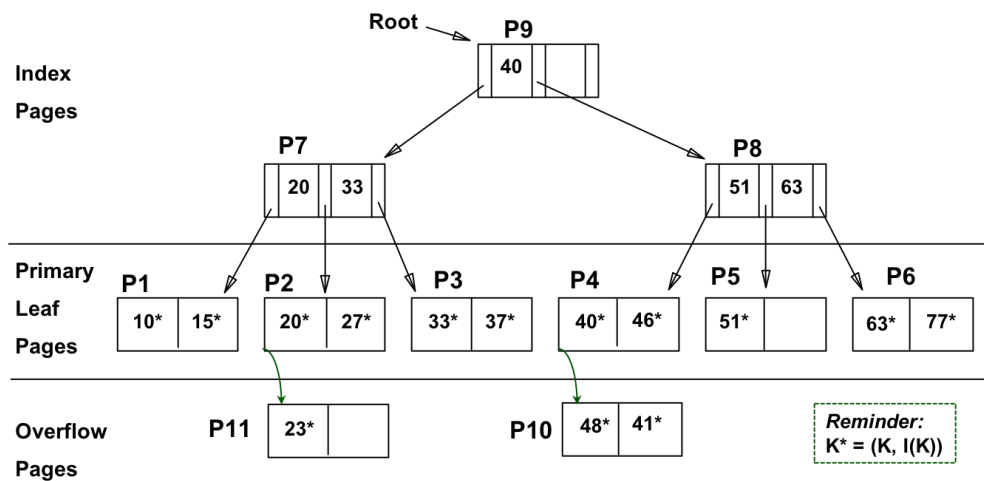 Root
P9
40
Index
Pages
P7
20 33
P8
51 63
Primary
Leaf
Pages
P1
10* 15*
P2
20* 27*
P3
33* 37*
P4
40* 46*
P5
51*
P6
63* 77*
Overflow
Pages
P11
23*
P10
48* 41*
Reminder:
K* = (K, I(K))